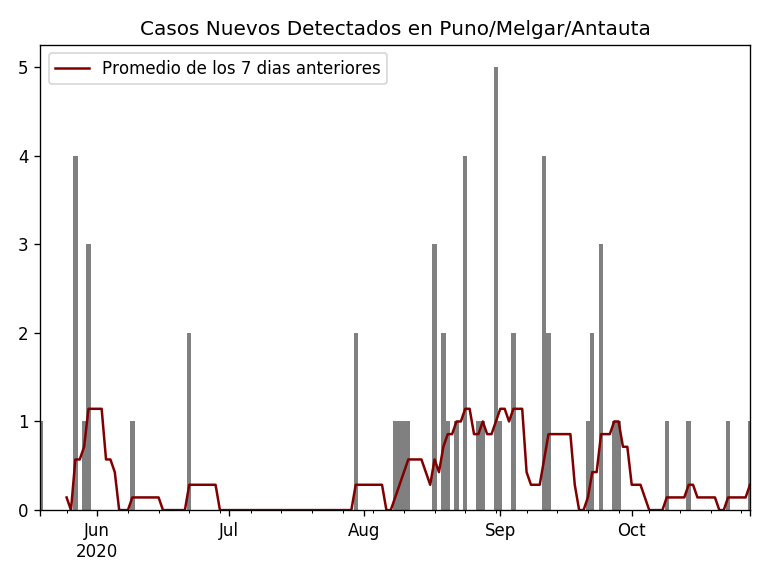 Casos Nuevos Detectados en Puno/Melgar/Antauta
Promedio de los 7 dias anteriores
5
4
3
2
1
0
Jun Jul Aug Sep Oct
2020